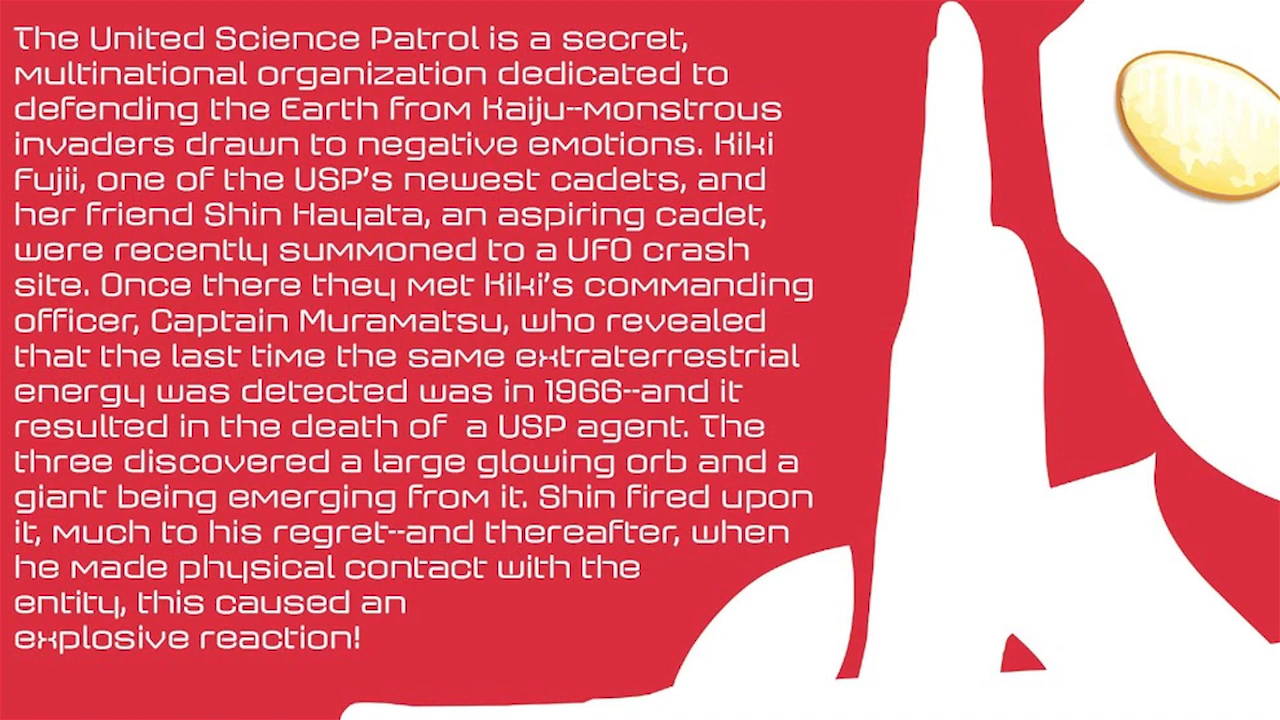 The United Science Patrol is a secret,
multinational organization dedicated to
defending the Earth from Kaiju--monstrous
invaders drawn to negative emotions. Kiki
Fujii, one of the USP's newest cadets, and
her friend Shin Hayata, an aspiring cadet,
were recently summoned to a UFO crash
site. Once there they met Kiki's commanding
officer, Captain Muramatsu, who revealed
that the last time the same extraterrestrial
energy was detected was in 1966--and it
resulted in the death of  a USP agent. The
three discovered a large glowing orb and a
giant being emerging from it. Shin fired upon
it, much to his regret--and thereafter, when
he made physical contact with the
entity, this caused an
explosive reaction!